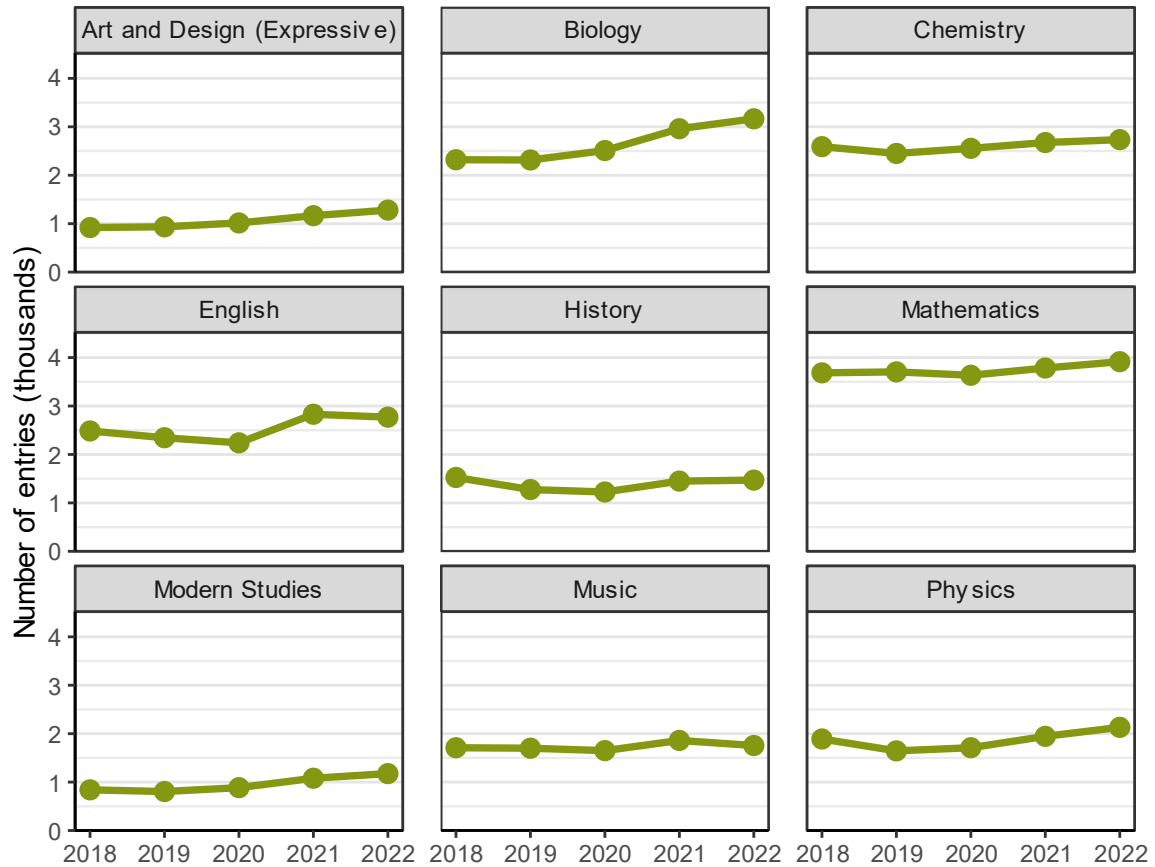 Art and Design (Expressive)
Biology
Chemistry
4
3
2
1
0
English
History
Mathematics
4
3
2
1
0
Modern Studies
Music
Physics
4
3
2
1
0
2018 2019 2020 2021 2022
2018 2019 2020 2021 2022
2018 2019 2020 2021 2022
Number of entries (thousands)